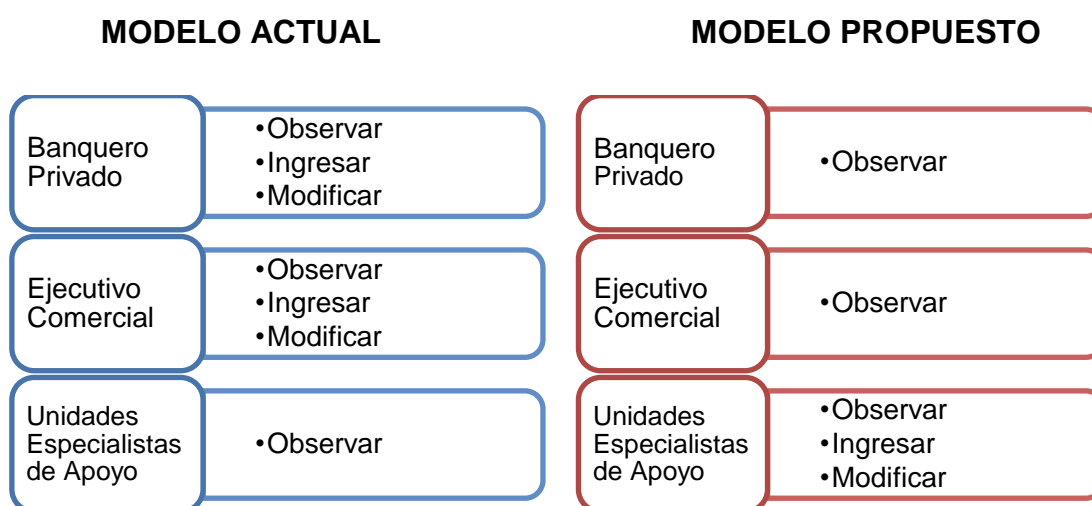 MODELO ACTUAL
Banquero
Privado
•Observar
•Ingresar
•Modificar
Ejecutivo
Comercial
•Observar
•Ingresar
•Modificar
Unidades
Especialistas
de Apoyo
•Observar
MODELO PROPUESTO
Banquero
Privado
•Observar
Ejecutivo
Comercial
•Observar
Unidades
Especialistas
de Apoyo
•Observar
•Ingresar
•Modificar